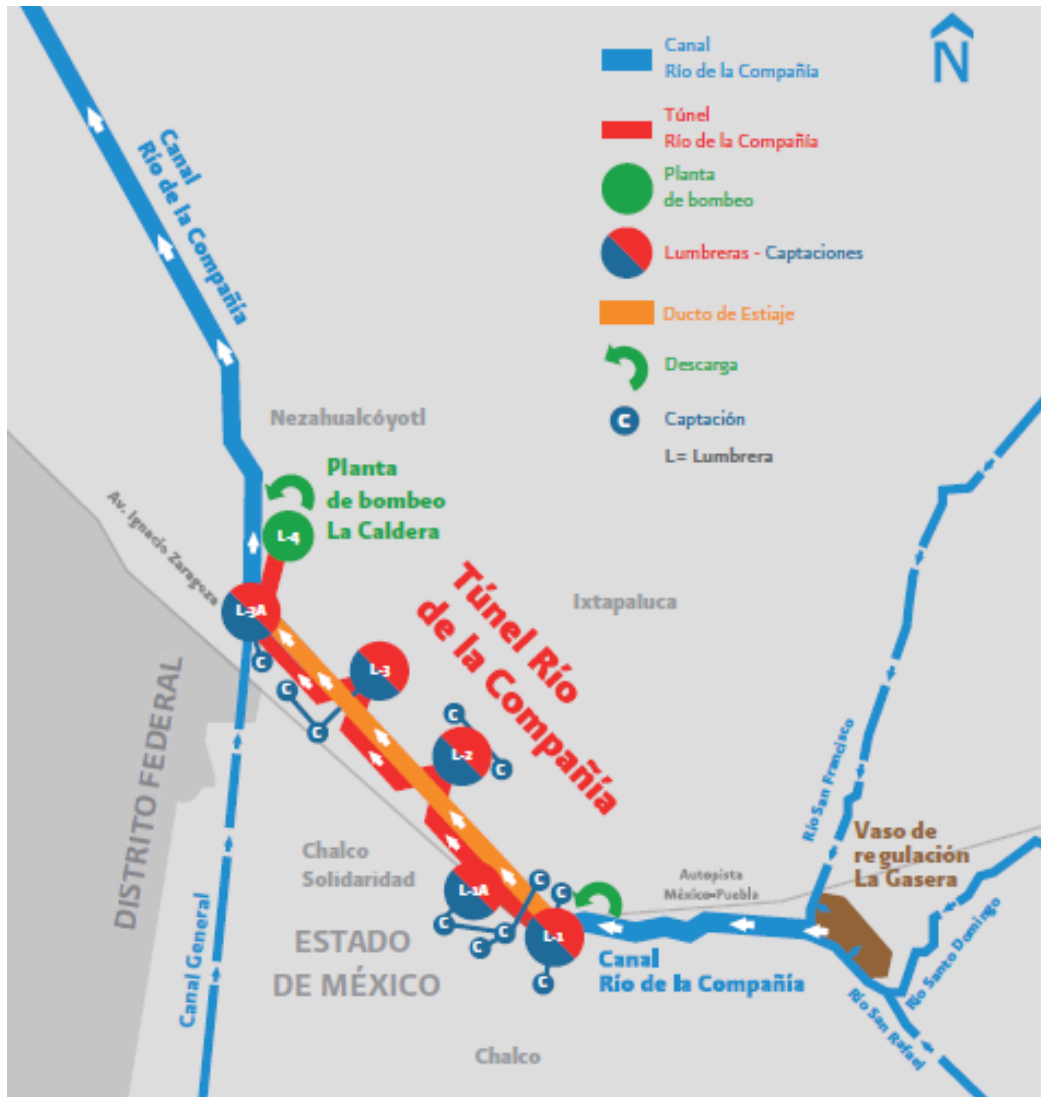 Canal
Río de la Compañía
N
Túnel
Río de la Compañía
Planta
de bombeo
Lumbreras - Captaciones
Ducto de Estiaje
Descarga
C
Captación
L= Lumbrera
Canal
Río de la Compañía
Nezahualcóyotl
Planta
de bombeo
La Caldera
L-4
Av. Ignacio Zaragoza
L-3A
C
Túnel Río
de la Compañía
Ixtapaluca
L-3
C
C
C
L-2
C
DISTRITO FEDERAL
Río San Francisco
Vaso de
regulación
La Gasera
Chalco
Solidaridad
L-1A
C
C
Autopista
México-Puebla
C
C
C
L-1
C
ESTADO
DE MÉXICO
Canal
Río de la Compañía
Río Santo Domingo
Río San Rafael
Canal General
Chalco